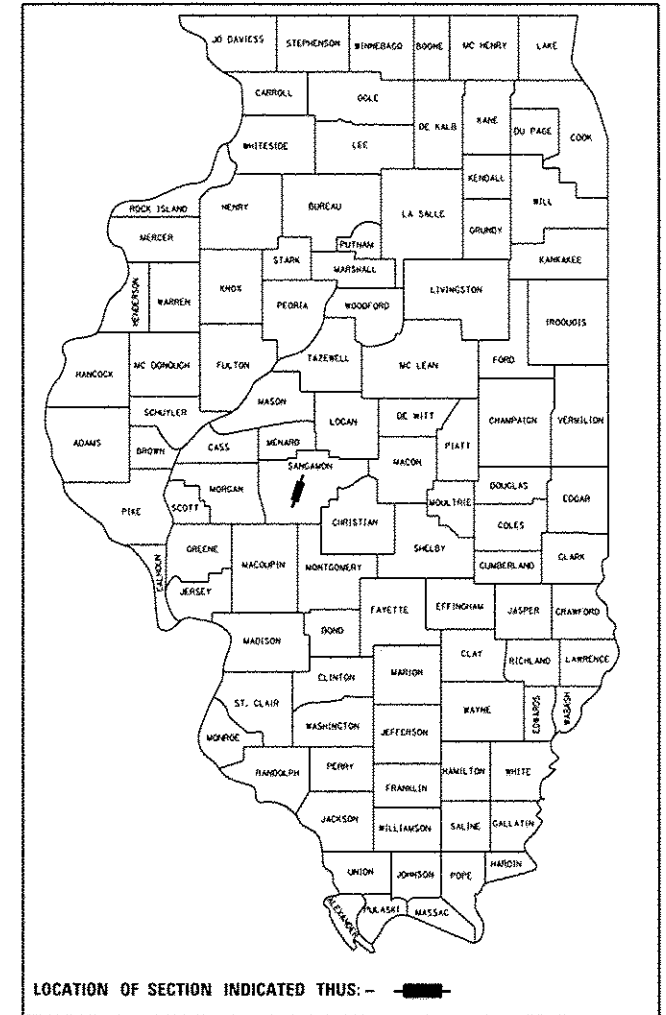 JO DAVIESS STEPHENSON WINNEBAGO BOONE MC HENRY LAKE
CARROLL OGLE DE KALB KANE DU PAGE COOK
WHITESIDE LEE KENDALL WILL
ROCK ISLAND HENRY BUREAU LA SALLE GRUNDY
MERCER PUTNAM KANKAKEE
STARK MARSHALL
HENDERSON WARREN KNOX PEORIA WOODFORD LIVINGSTON IROQUOIS
HANCOCK MC DONOUGH FULTON TAZEWELL MC LEAN FORD
SCHUYLER MASON LOGAN DE WITT CHAMPAIGN VERMILION
ADAMS BROWN CASS MENARD PIATT
SANGAMON MACON
PIKE SCOTT MORGAN CHRISTIAN MOULTRIE DOUGLAS EDGAR
COLES
GREENE MACOUPIN MONTGOMERY SHELBY CUMBERLAND CLARK
CALHOUN JERSEY
FAYETTE EFFINGHAM JASPER CRAWFORD
MADISON BOND
CLAY RICHLAND LAWRENCE
CLINTON MARION
ST. CLAIR WAYNE EDWARDS WABASH
WASHINGTON JEFFERSON
MONROE
RANDOLPH PERRY HAMILTON WHITE
FRANKLIN
JACKSON WILLIAMSON SALINE GALLATIN
UNION JOHNSON POPE HARDIN
ALEXANDER PULASKI MASSAC
LOCATION OF SECTION INDICATED THUS: -